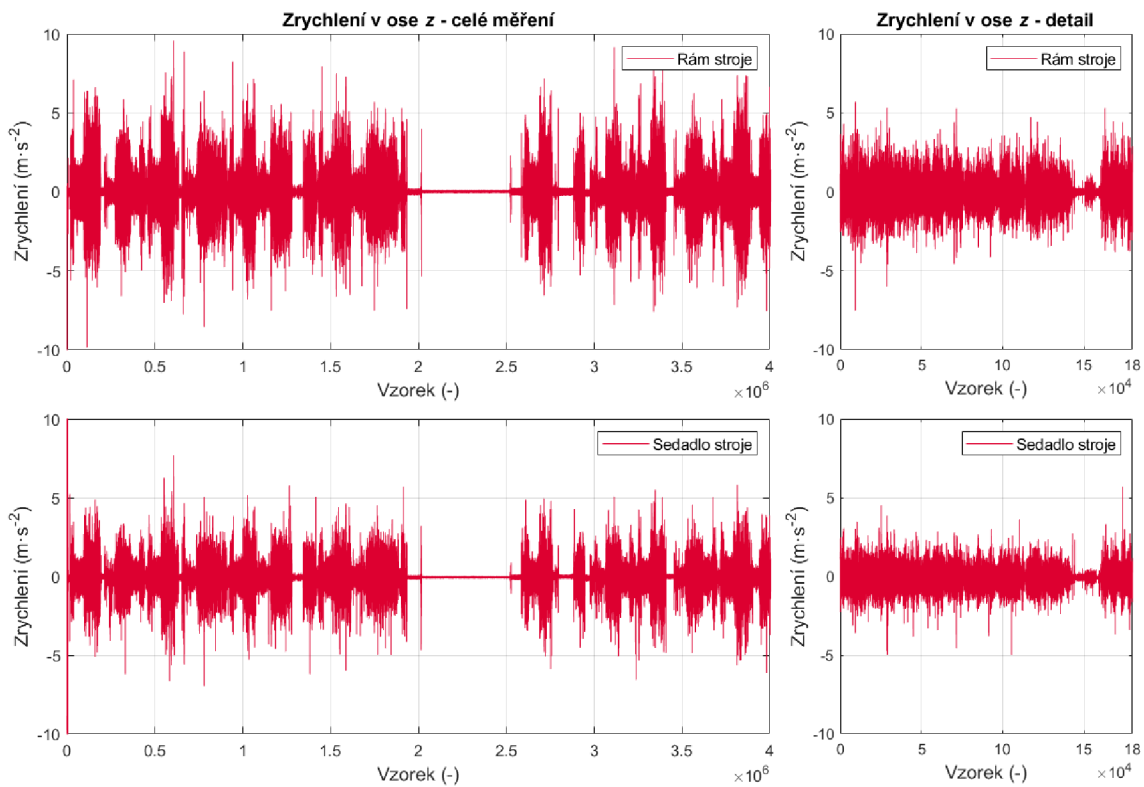 Zrychlení v ose z - celé měření
Zrychlení (m·s⁻²)
10
5
0
-5
-10
Rám stroje
0 0.5 1 1.5 2 2.5 3 3.5 4
Vzorek (-)
×10⁶
Zrychlení v ose z - detail
Zrychlení (m·s⁻²)
10
5
0
-5
-10
Rám stroje
0 5 10 15 18
Vzorek (-)
×10⁴
Zrychlení (m·s⁻²)
10
5
0
-5
-10
Sedadlo stroje
0 0.5 1 1.5 2 2.5 3 3.5 4
Vzorek (-)
×10⁶
Zrychlení (m·s⁻²)
10
5
0
-5
-10
Sedadlo stroje
0 5 10 15 18
Vzorek (-)
×10⁴